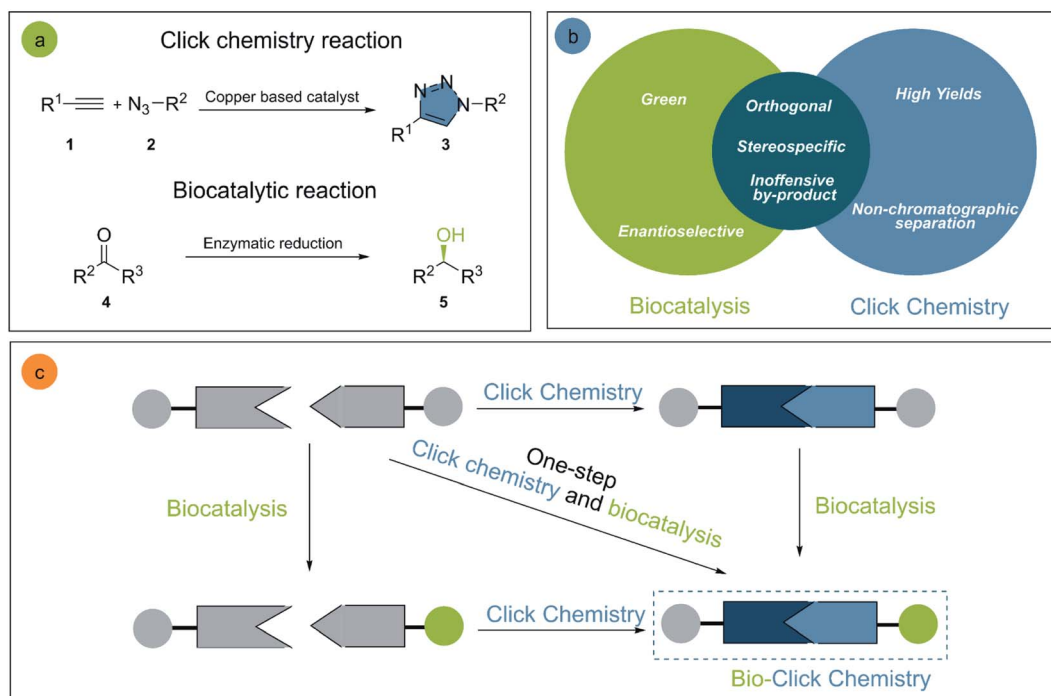 a
Click chemistry reaction
R¹
+ N₃–R²
Copper based catalyst
N
N
N
R²
R¹
1
2
3
Biocatalytic reaction
O
R²
R³
Enzymatic reduction
OH
R²
R³
4
5
b
Green
Orthogonal
High Yields
Stereospecific
Inoffensive
by-product
Enantioselective
Non-chromatographic
separation
Biocatalysis
Click Chemistry
c
Click Chemistry
One-step
Click chemistry and biocatalysis
Biocatalysis
Biocatalysis
Click Chemistry
Bio-Click Chemistry